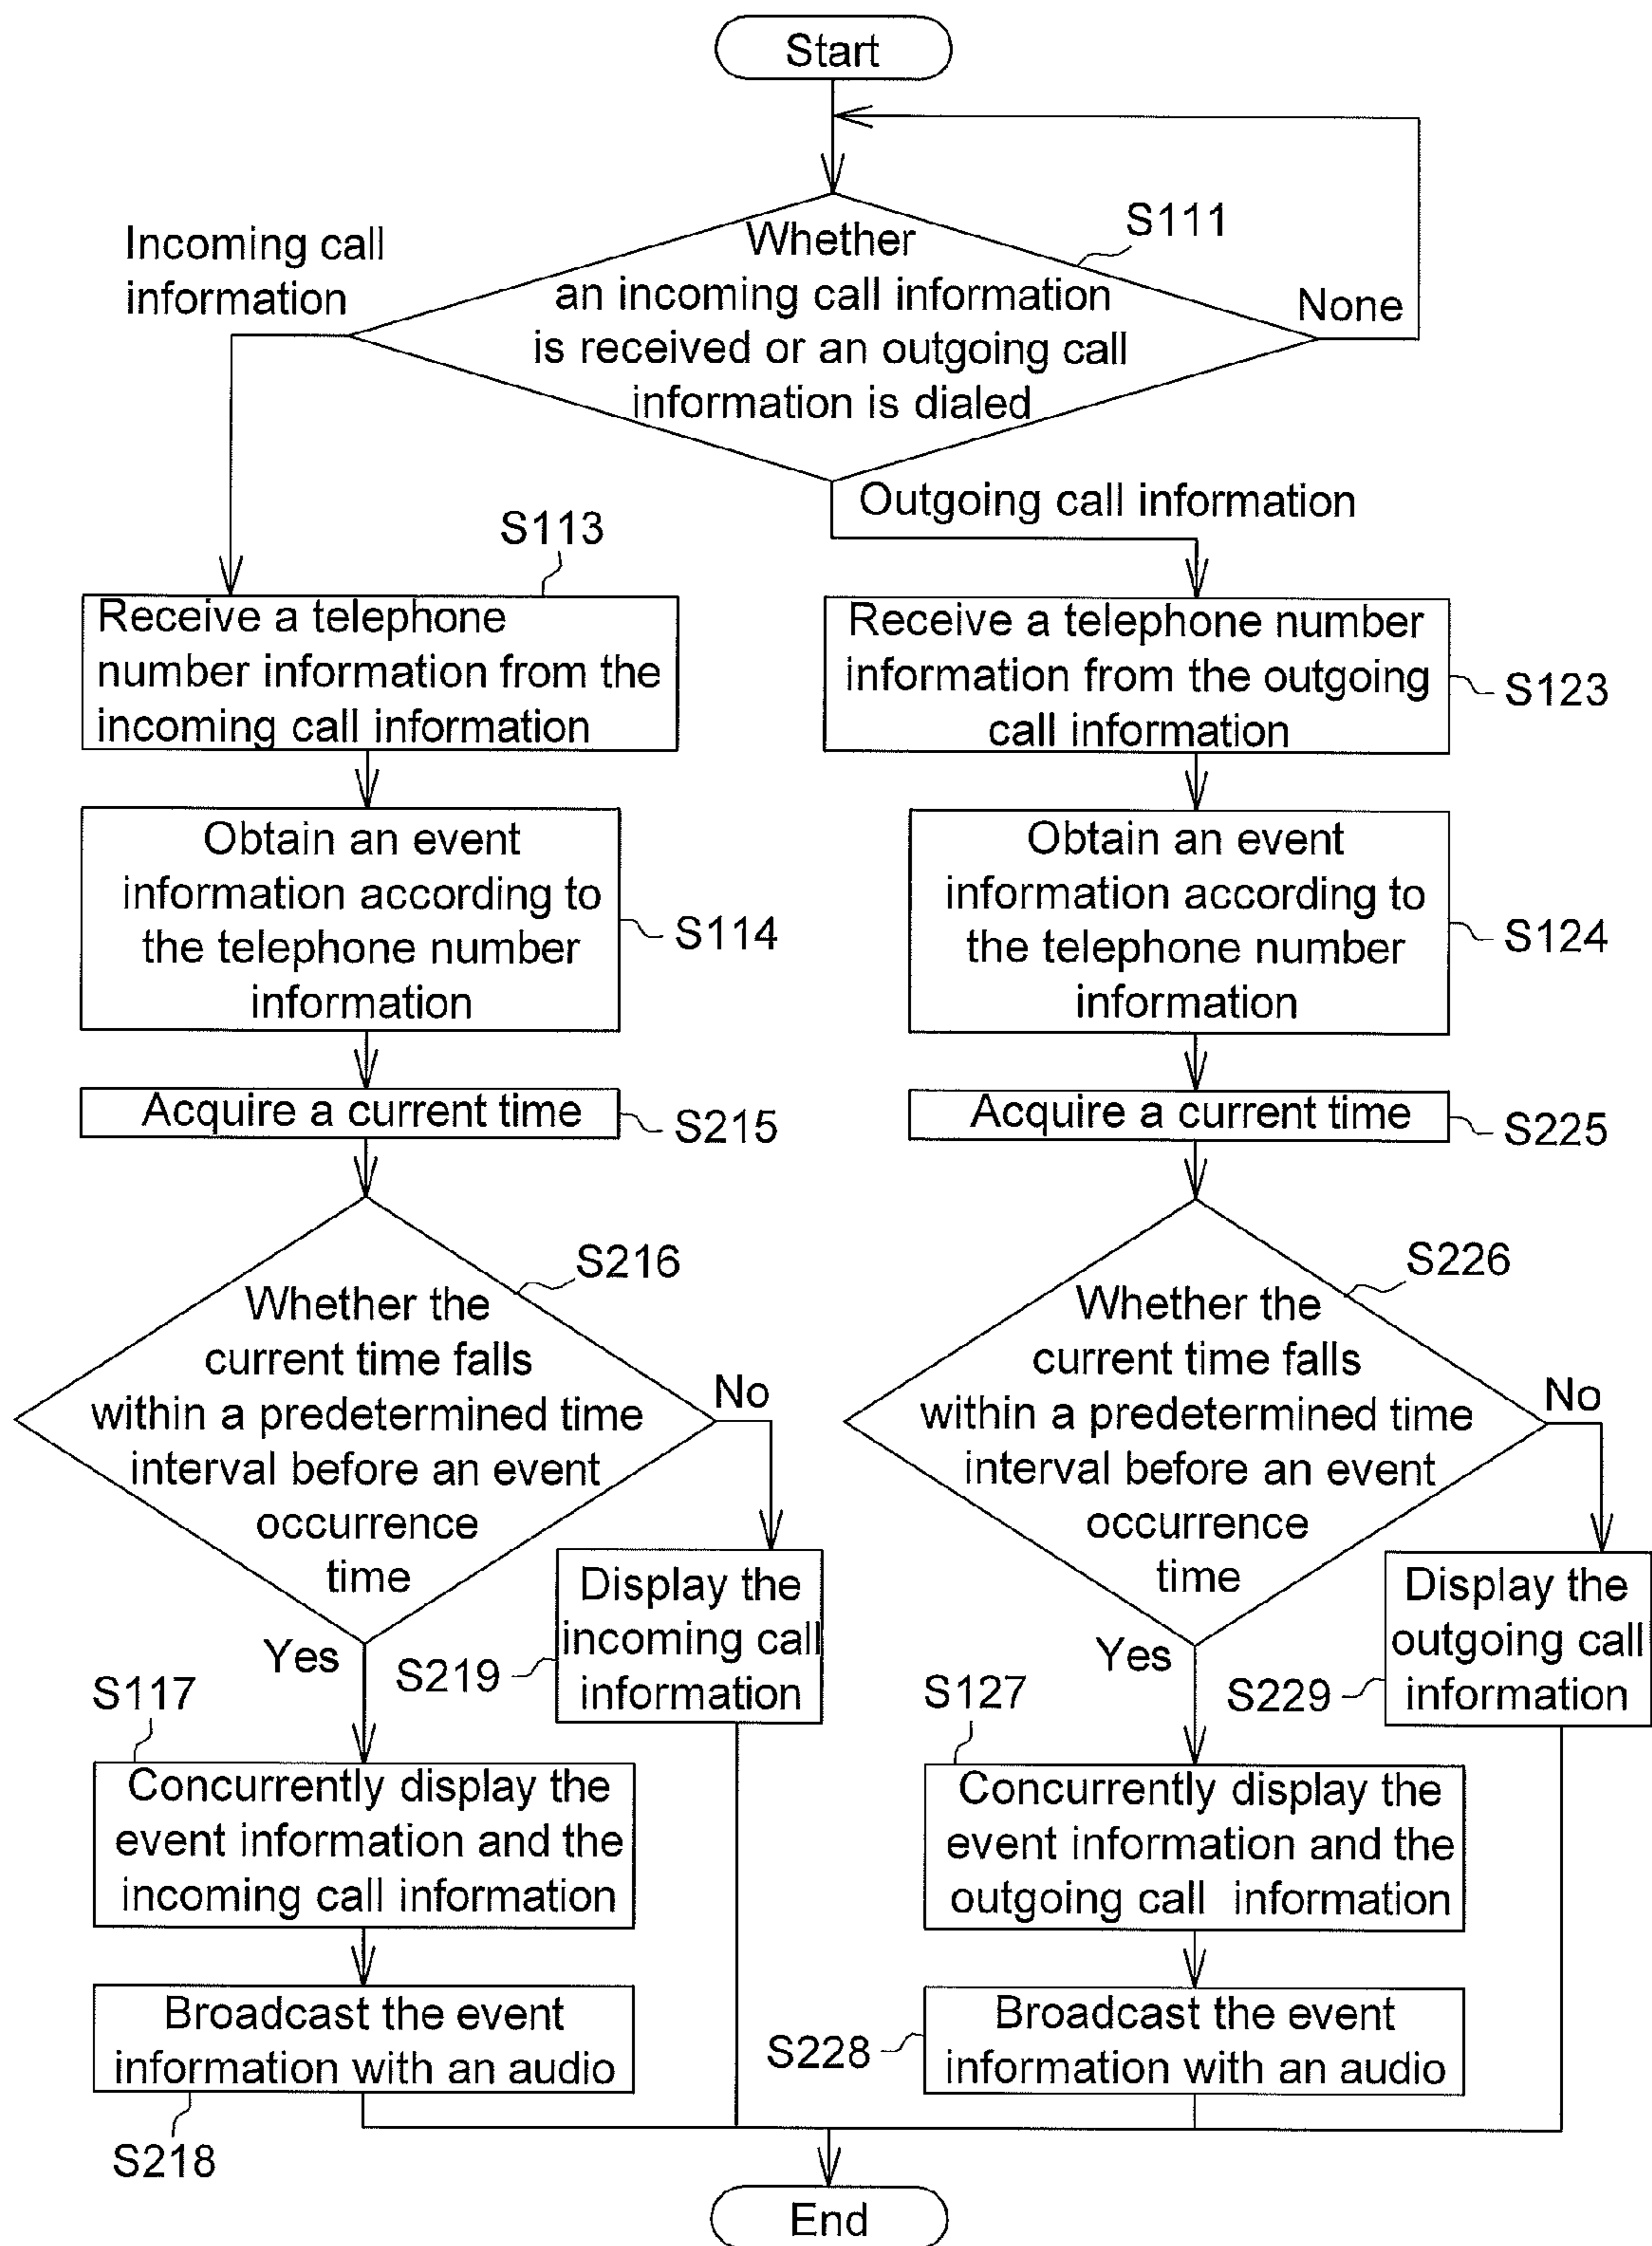 Start
S111
Incoming call
information
Whether
an incoming call information
is received or an outgoing call
information is dialed
None
Outgoing call information
S113
Receive a telephone
number information from the
incoming call information
Receive a telephone number
information from the outgoing
call information
S123
Obtain an event
information according to
the telephone number
information
S114
Obtain an event
information according to
the telephone number
information
S124
Acquire a current time
S215
Acquire a current time
S225
S216
Whether the
current time falls
within a predetermined time
interval before an event
occurrence
time
No
S226
Whether the
current time falls
within a predetermined time
interval before an event
occurrence
time
No
Yes
S219
Display the
incoming call
information
Yes
S229
Display the
outgoing call
information
S117
Concurrently display the
event information and the
incoming call information
S127
Concurrently display the
event information and the
outgoing call information
Broadcast the event
information with an audio
S218
S228
Broadcast the event
information with an audio
End